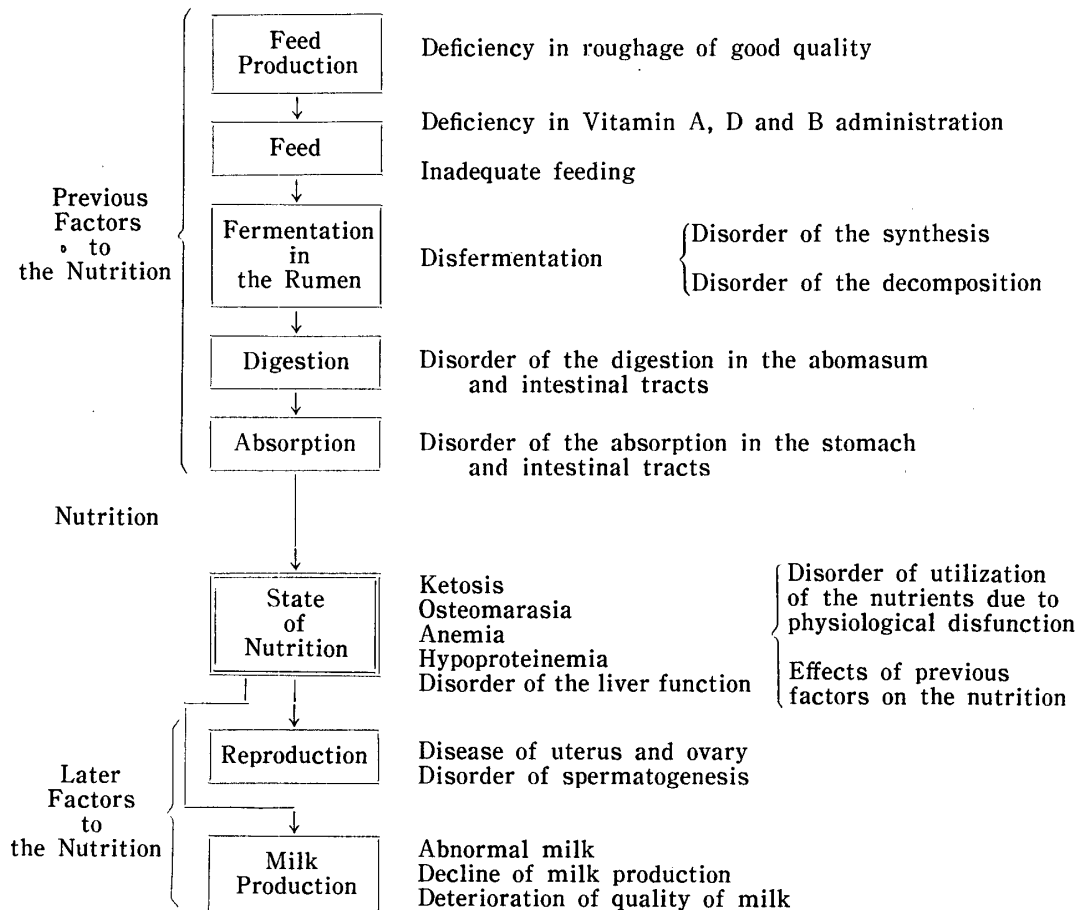 Feed
Production
Deficiency in roughage of good quality
Feed
Deficiency in Vitamin A, D and B administration
Inadequate feeding
Previous
Factors
to
the Nutrition
Fermentation
in
the Rumen
Disfermentation
Disorder of the synthesis
Disorder of the decomposition
Digestion
Disorder of the digestion in the abomasum
and intestinal tracts
Absorption
Disorder of the absorption in the stomach
and intestinal tracts
Nutrition
State
of
Nutrition
Ketosis
Osteomarasia
Anemia
Hypoproteinemia
Disorder of the liver function
Disorder of utilization
of the nutrients due to
physiological disfunction
Effects of previous
factors on the nutrition
Later
Factors
to
the Nutrition
Reproduction
Disease of uterus and ovary
Disorder of spermatogenesis
Milk
Production
Abnormal milk
Decline of milk production
Deterioration of quality of milk